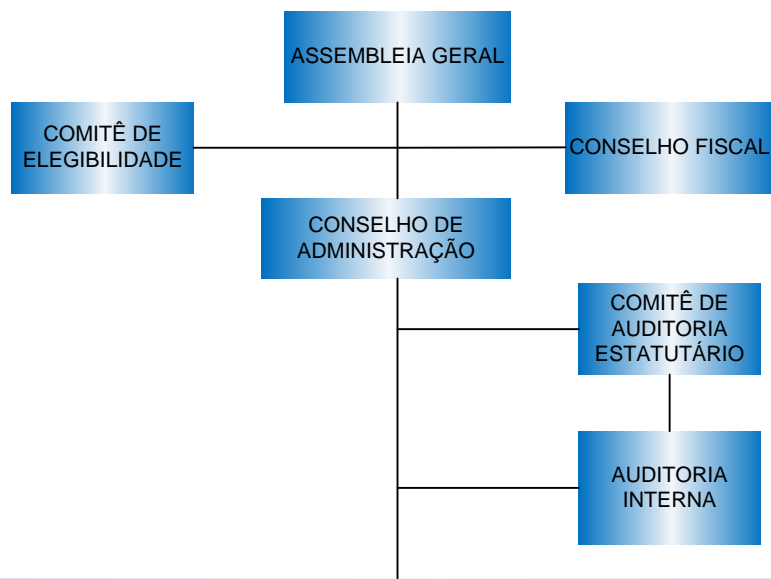 ASSEMBLEIA GERAL
COMITÊ DE
ELEGIBILIDADE
CONSELHO FISCAL
CONSELHO DE
ADMINISTRAÇÃO
COMITÊ DE
AUDITORIA
ESTATUTÁRIO
AUDITORIA
INTERNA